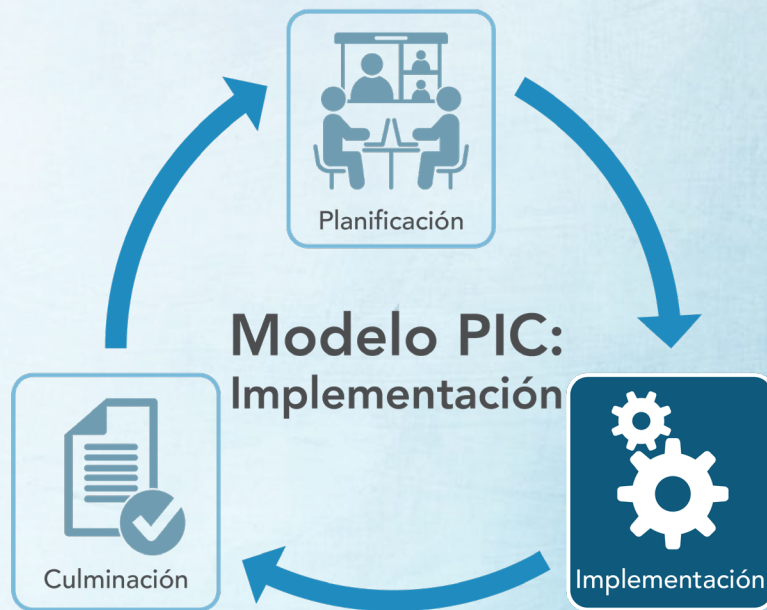 Planificación
Modelo PIC:
Implementación
Culminación
Implementación